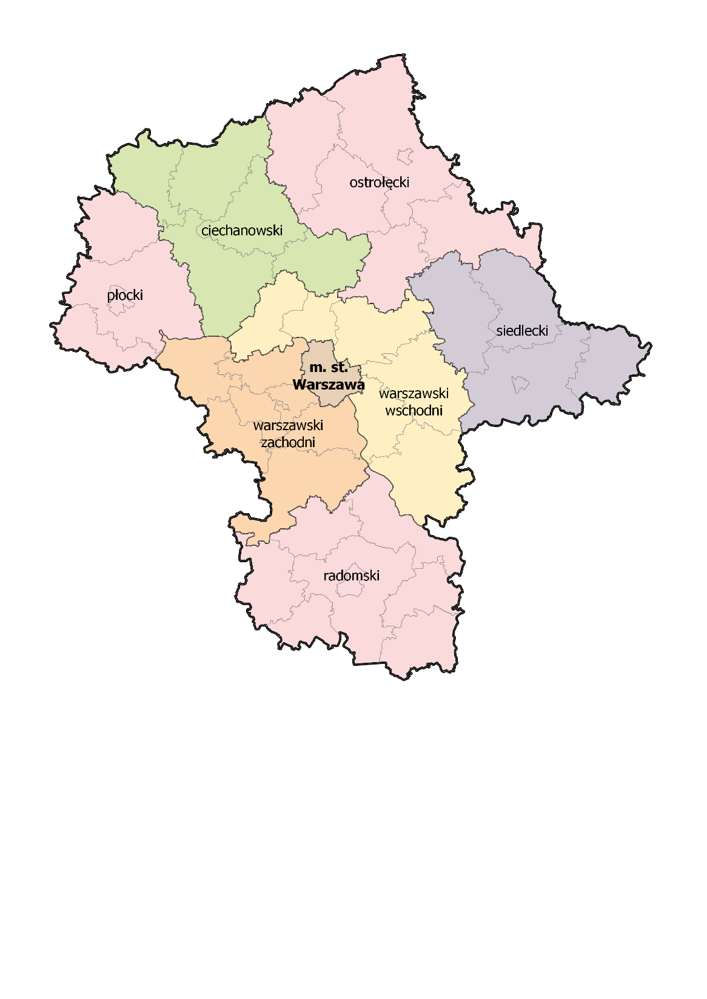 ostrołęcki
ciechanowski
płocki
siedlecki
m. st.
Warszawa
warszawski
wschodni
warszawski
zachodni
radomski